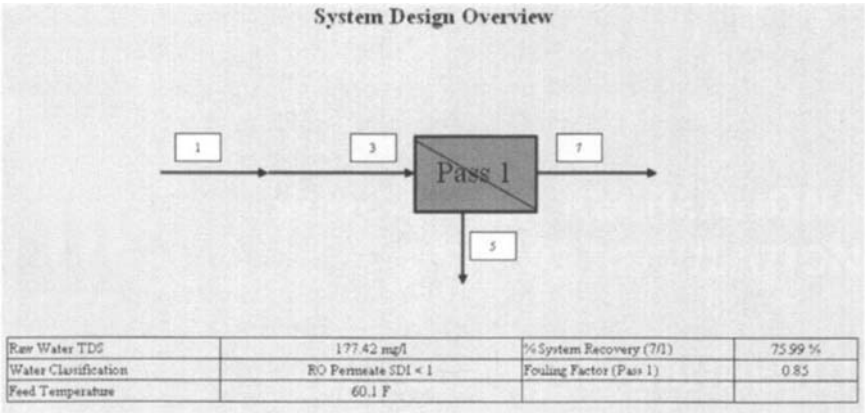 System Design Overview
1
3
7
Pass 1
5
Raw Water TDS 177.42 mg/l % System Recovery (7/1) 75.99 %
Water Classification RO Permeate SDI < 1 Fouling Factor (Pass 1) 0.85
Feed Temperature 60.1 F